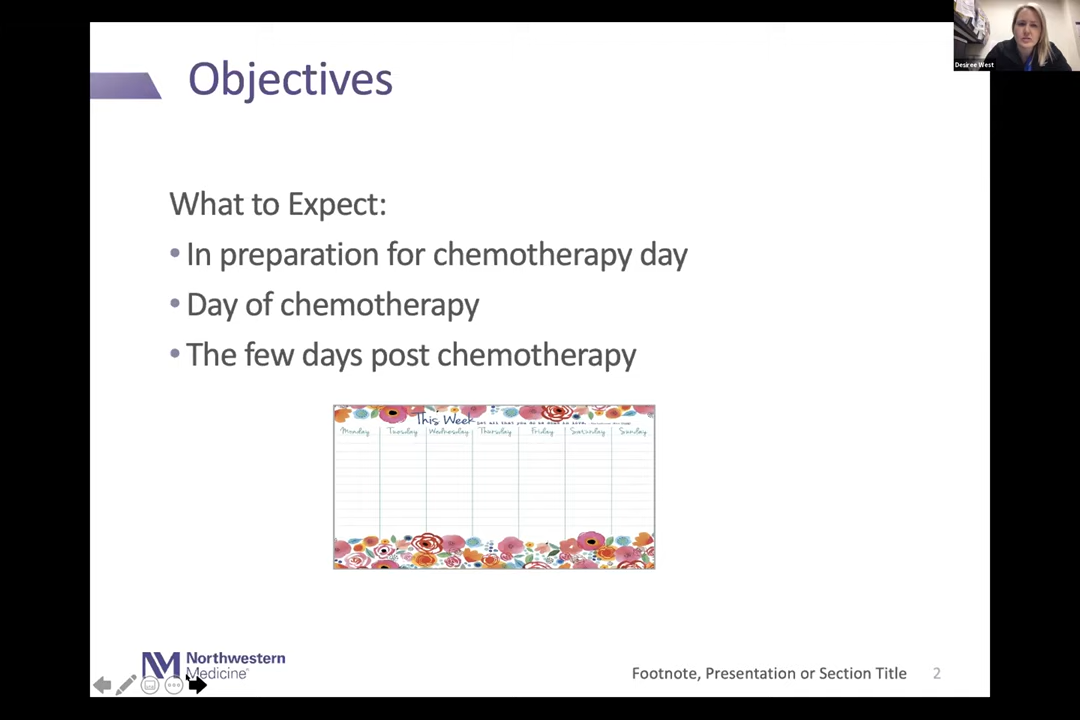 Objectives
Desiree West
What to Expect:
•In preparation for chemotherapy day
•Day of chemotherapy
•The few days post chemotherapy
This Week
Monday Tuesday Wednesday Thursday Friday Saturday Sunday
Northwestern
Medicine®
Footnote, Presentation or Section Title 2